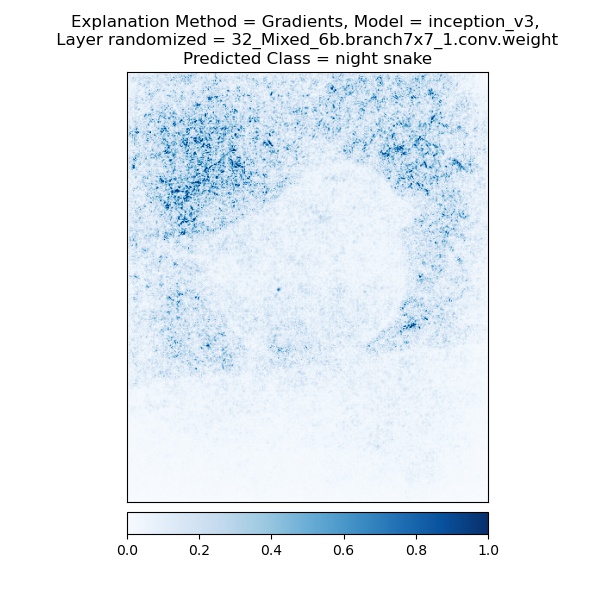 Explanation Method = Gradients, Model = inception_v3,
Layer randomized = 32_Mixed_6b.branch7x7_1.conv.weight
Predicted Class = night snake
0.0 0.2 0.4 0.6 0.8 1.0